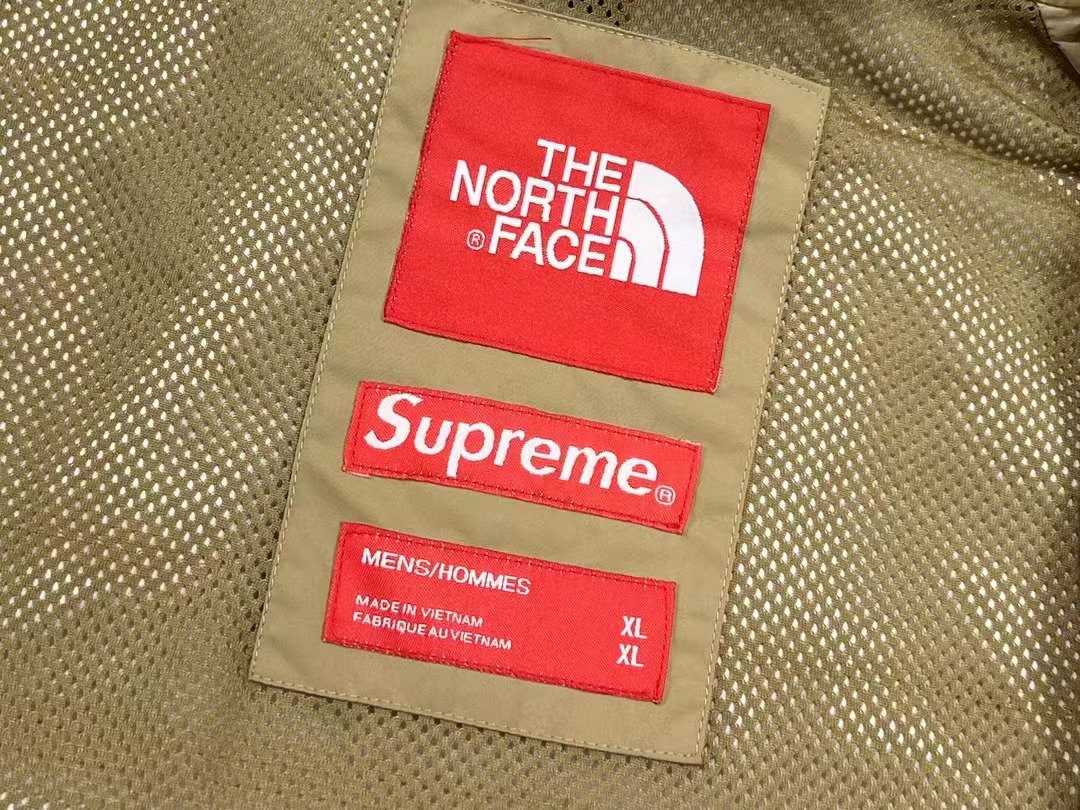 THE
NORTH
® FACE
Supreme®
MENS/HOMMES
MADE IN VIETNAM XL
FABRIQUE AU VIETNAM XL